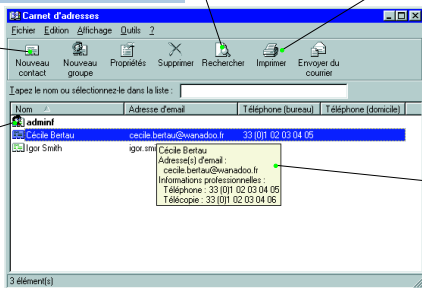 Carnet d'adresses
Fichier Edition Affichage Outils ?
Nouveau contact
Nouveau groupe
Propriétés
Supprimer
Rechercher
Imprimer
Envoyer du courrier
Tapez le nom ou sélectionnez-le dans la liste :
Nom Adresse d'email Téléphone (bureau) Téléphone (domicile)
adminf
Cécile Bertau cecile.bertau@wanadoo.fr 33 (0)1 02 03 04 05
Igor Smith
Cécile Bertau
Adresse(s) d'email :
cecile.bertau@wanadoo.fr
Informations professionnelles :
Téléphone : 33 (0)1 02 03 04 05
Télécopie : 33 (0)1 02 03 04 06
3 élément(s)